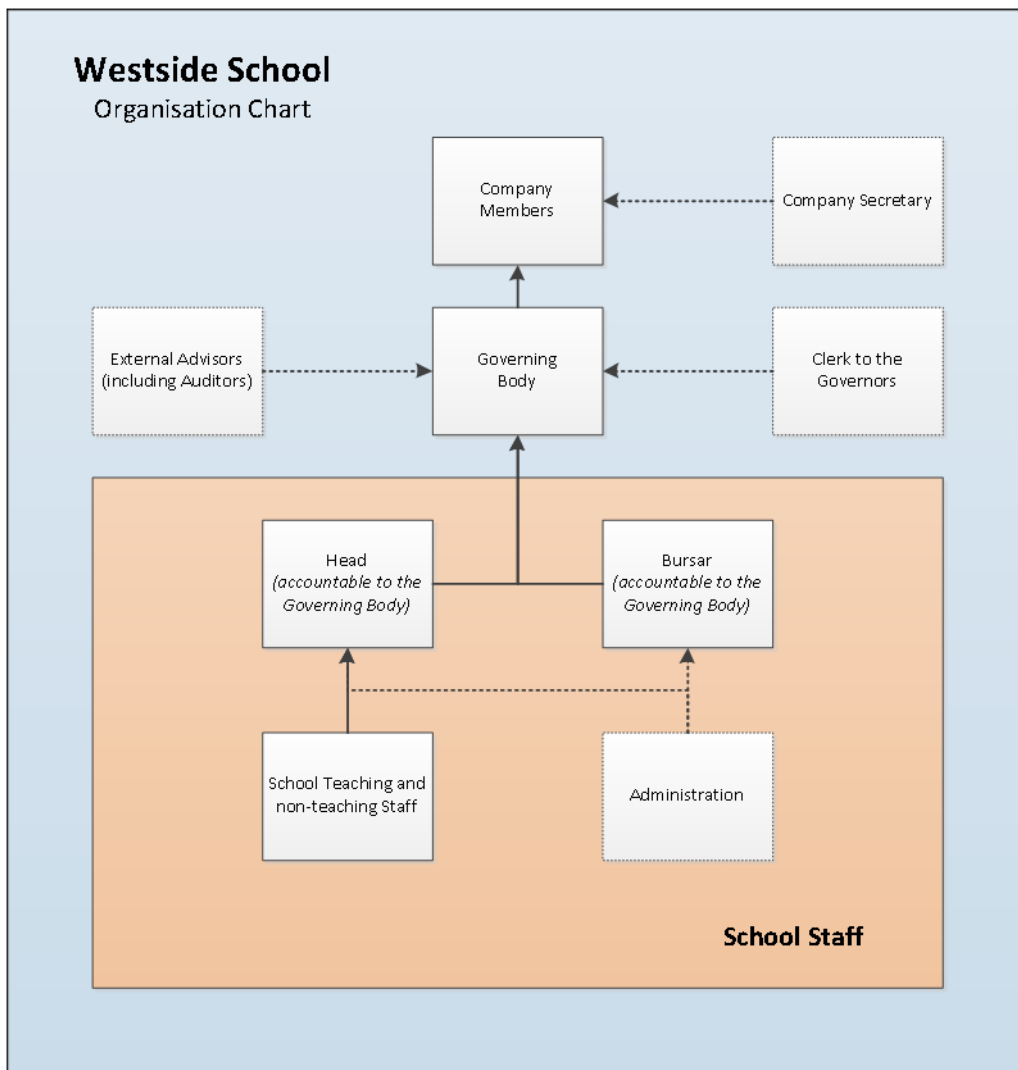 Westside School
Organisation Chart
Company
Members
Company Secretary
External Advisors
(including Auditors)
Governing
Body
Clerk to the
Governors
Head
(accountable to the
Governing Body)
Bursar
(accountable to the
Governing Body)
School Teaching and
non-teaching Staff
Administration
School Staff